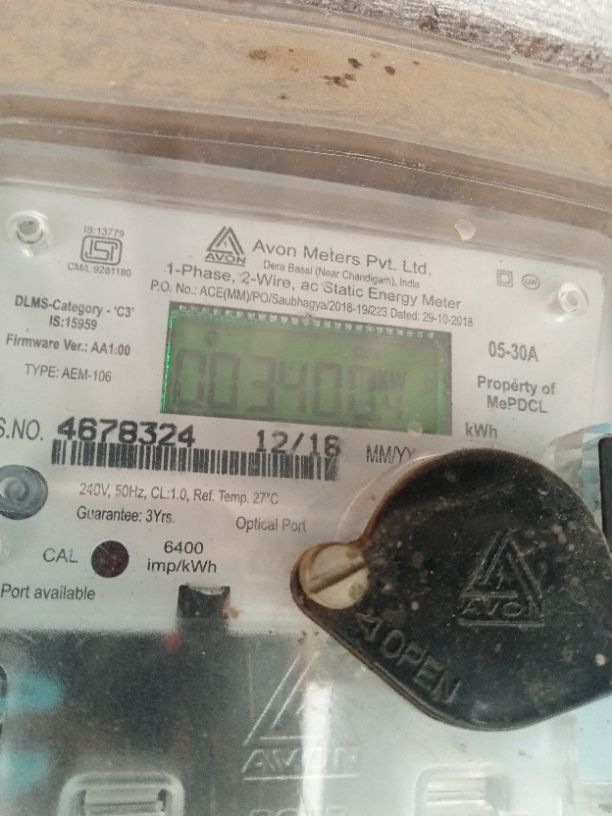 IS:13779
ISI
CM/L:9281180
AVON
Avon Meters Pvt. Ltd.
Dera Bassi (Near Chandigarh), India
1-Phase, 2-Wire, ac Static Energy Meter
P.O. No.: ACE(MM)/PO/Saubhagya/2018-19/223 Dated: 29-10-2018
DLMS-Category - 'C3'
IS:15959
Firmware Ver.: AA1.00
TYPE: AEM-106
05-30A
Property of
MePDCL
KW
kWh
S.NO. 4678324 12/18 MM/YY
240V, 50Hz, CL:1.0, Ref. Temp. 27°C
Guarantee: 3Yrs.
Optical Port
CAL
6400
imp/kWh
Port available
AVON
OPEN
AVON